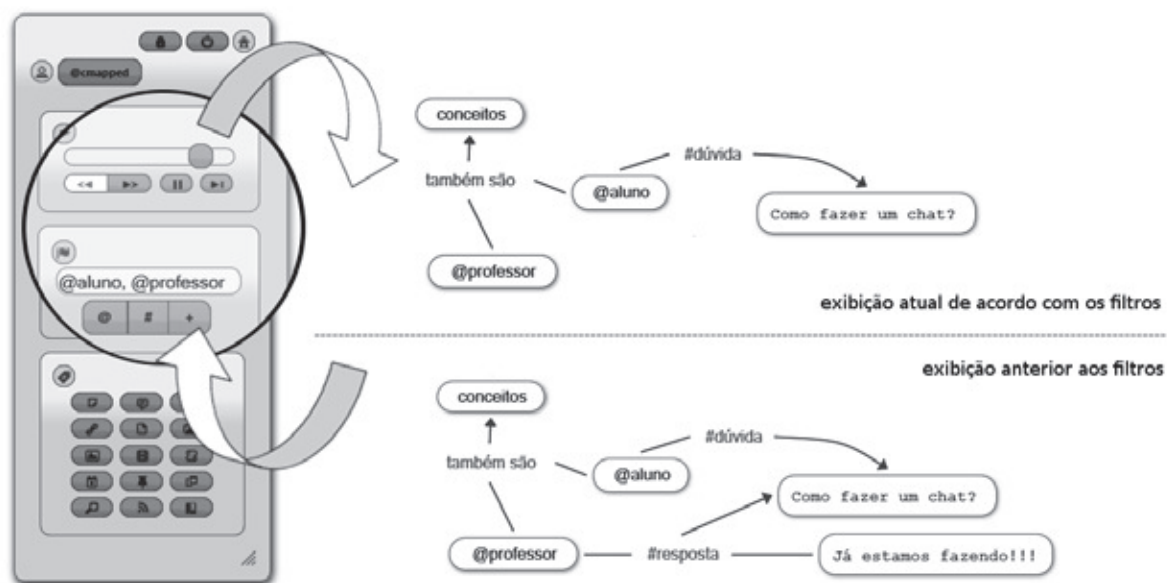 @cmapped
@aluno, @professor
@ # +
conceitos
também são
@aluno
#dúvida
Como fazer um chat?
@professor
exibição atual de acordo com os filtros
exibição anterior aos filtros
conceitos
também são
@aluno
#dúvida
Como fazer um chat?
@professor
#resposta
Já estamos fazendo!!!